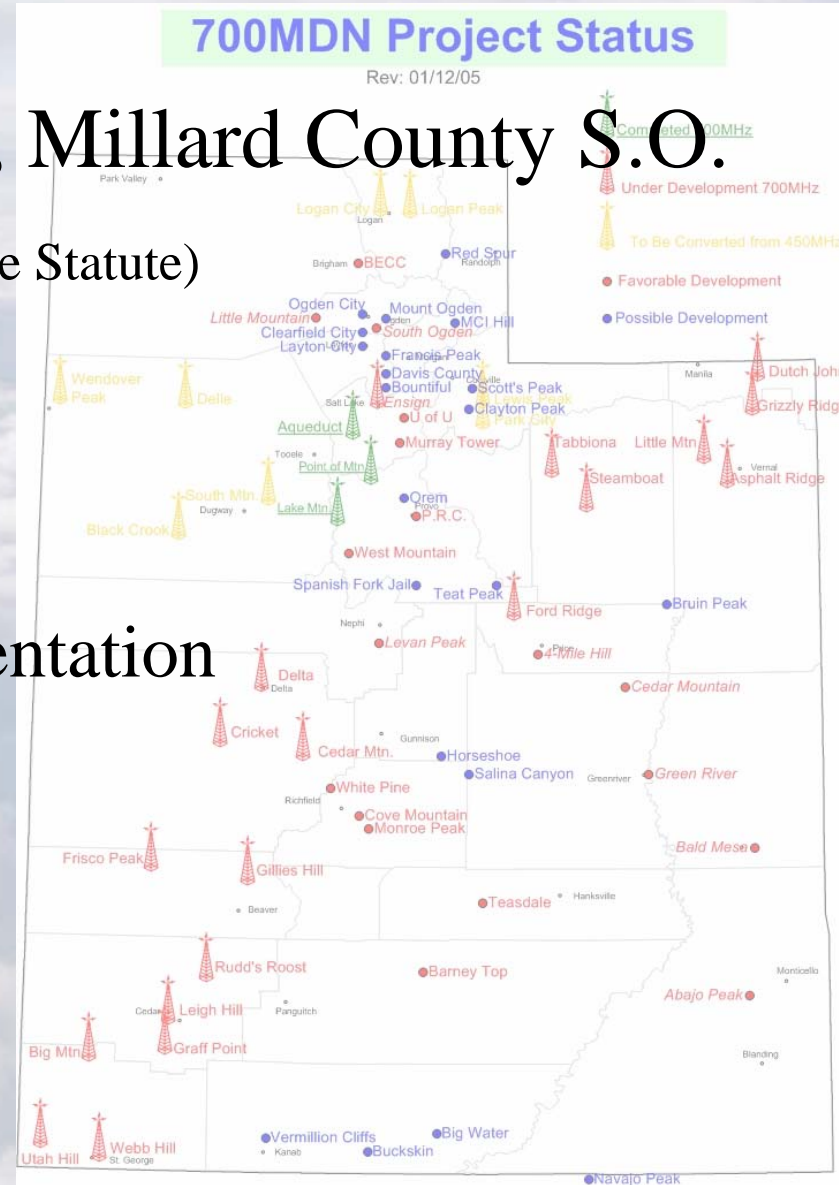 700MDN Project Status
Rev: 01/12/05
Millard County S.O.
Completed 700MHz
Under Development 700MHz
To Be Converted from 450MHz
Favorable Development
Possible Development
e Statute)
entation
Park Valley
Logan City
Logan Peak
Logan
Brigham
BECC
Red Spur
Randolph
Ogden City
Mount Ogden
Little Mountain
South Ogden
MCI Hill
Clearfield City
Layton City
Francis Peak
Davis County
Bountiful
Scott's Peak
Wendover
Peak
Delle
Salt Lake
Ensign
Lewis Peak
Park City
Clayton Peak
U of U
Aqueduct
Murray Tower
Manila
Dutch John
Grizzly Ridg
Tabbiona
Little Mtn
Tooele
Point of Mtn
Steamboat
Vernal
Asphalt Ridge
South Mtn.
Lake Mtn.
Orem
Provo
P.R.C.
Dugway
Black Crook
West Mountain
Spanish Fork Jail
Teat Peak
Ford Ridge
Bruin Peak
Nephi
Levan Peak
Price
4-Mile Hill
Delta
Delta
Cedar Mountain
Cricket
Cedar Mtn.
Gunnison
Horseshoe
Salina Canyon
Greenriver
Green River
White Pine
Richfield
Cove Mountain
Monroe Peak
Frisco Peak
Gillies Hill
Bald Mesa
Beaver
Teasdale
Hanksville
Rudd's Roost
Barney Top
Monticello
Abajo Peak
Cedar
Leigh Hill
Panguitch
Big Mtn
Graff Point
Blanding
Utah Hill
Webb Hill
St. George
Vermillion Cliffs
Kanab
Big Water
Buckskin
Navajo Peak